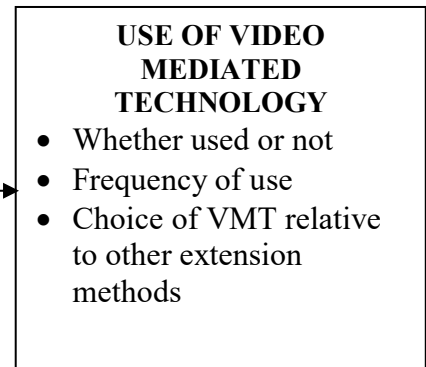 USE OF VIDEO
MEDIATED
TECHNOLOGY
• Whether used or not
• Frequency of use
• Choice of VMT relative
to other extension
methods